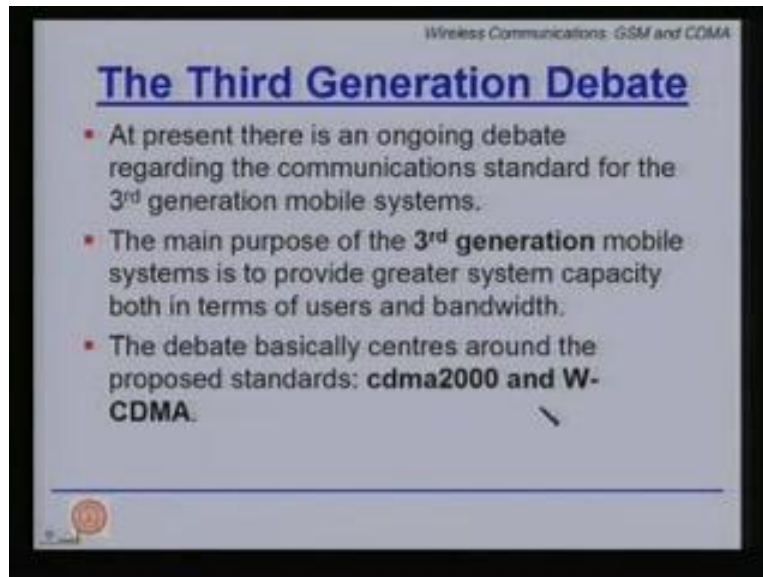 Wireless Communications: GSM and CDMA
The Third Generation Debate
At present there is an ongoing debate
regarding the communications standard for the
3rd generation mobile systems.
The main purpose of the 3rd generation mobile
systems is to provide greater system capacity
both in terms of users and bandwidth.
The debate basically centres around the
proposed standards: cdma2000 and W-
CDMA.